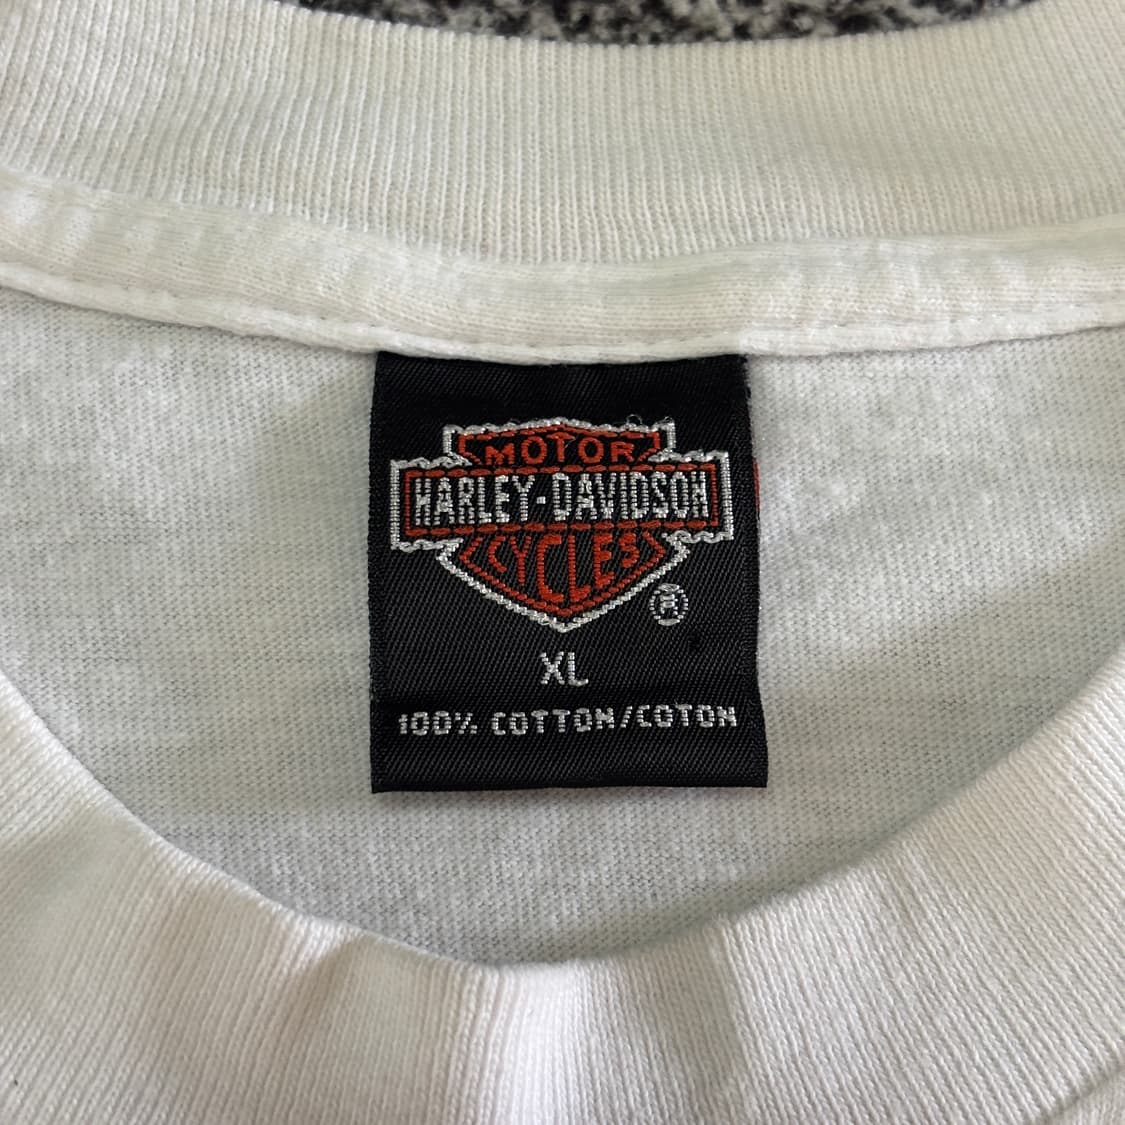 MOTOR
HARLEY-DAVIDSON
CYCLES
®
XL
100% COTTON/COTON